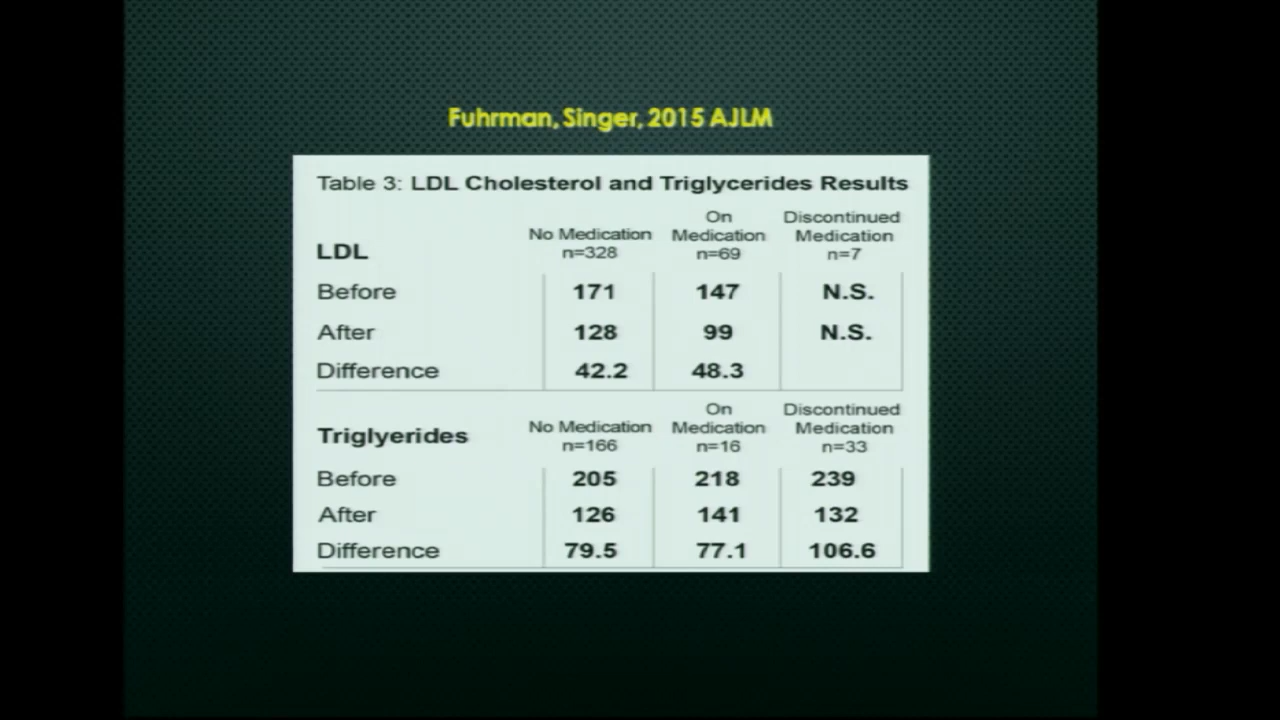 Fuhrman, Singer, 2015 AJLM
Table 3: LDL Cholesterol and Triglycerides Results
LDL No Medication n=328 On Medication n=69 Discontinued Medication n=7
Before 171 147 N.S.
After 128 99 N.S.
Difference 42.2 48.3
Triglyerides No Medication n=166 On Medication n=16 Discontinued Medication n=33
Before 205 218 239
After 126 141 132
Difference 79.5 77.1 106.6